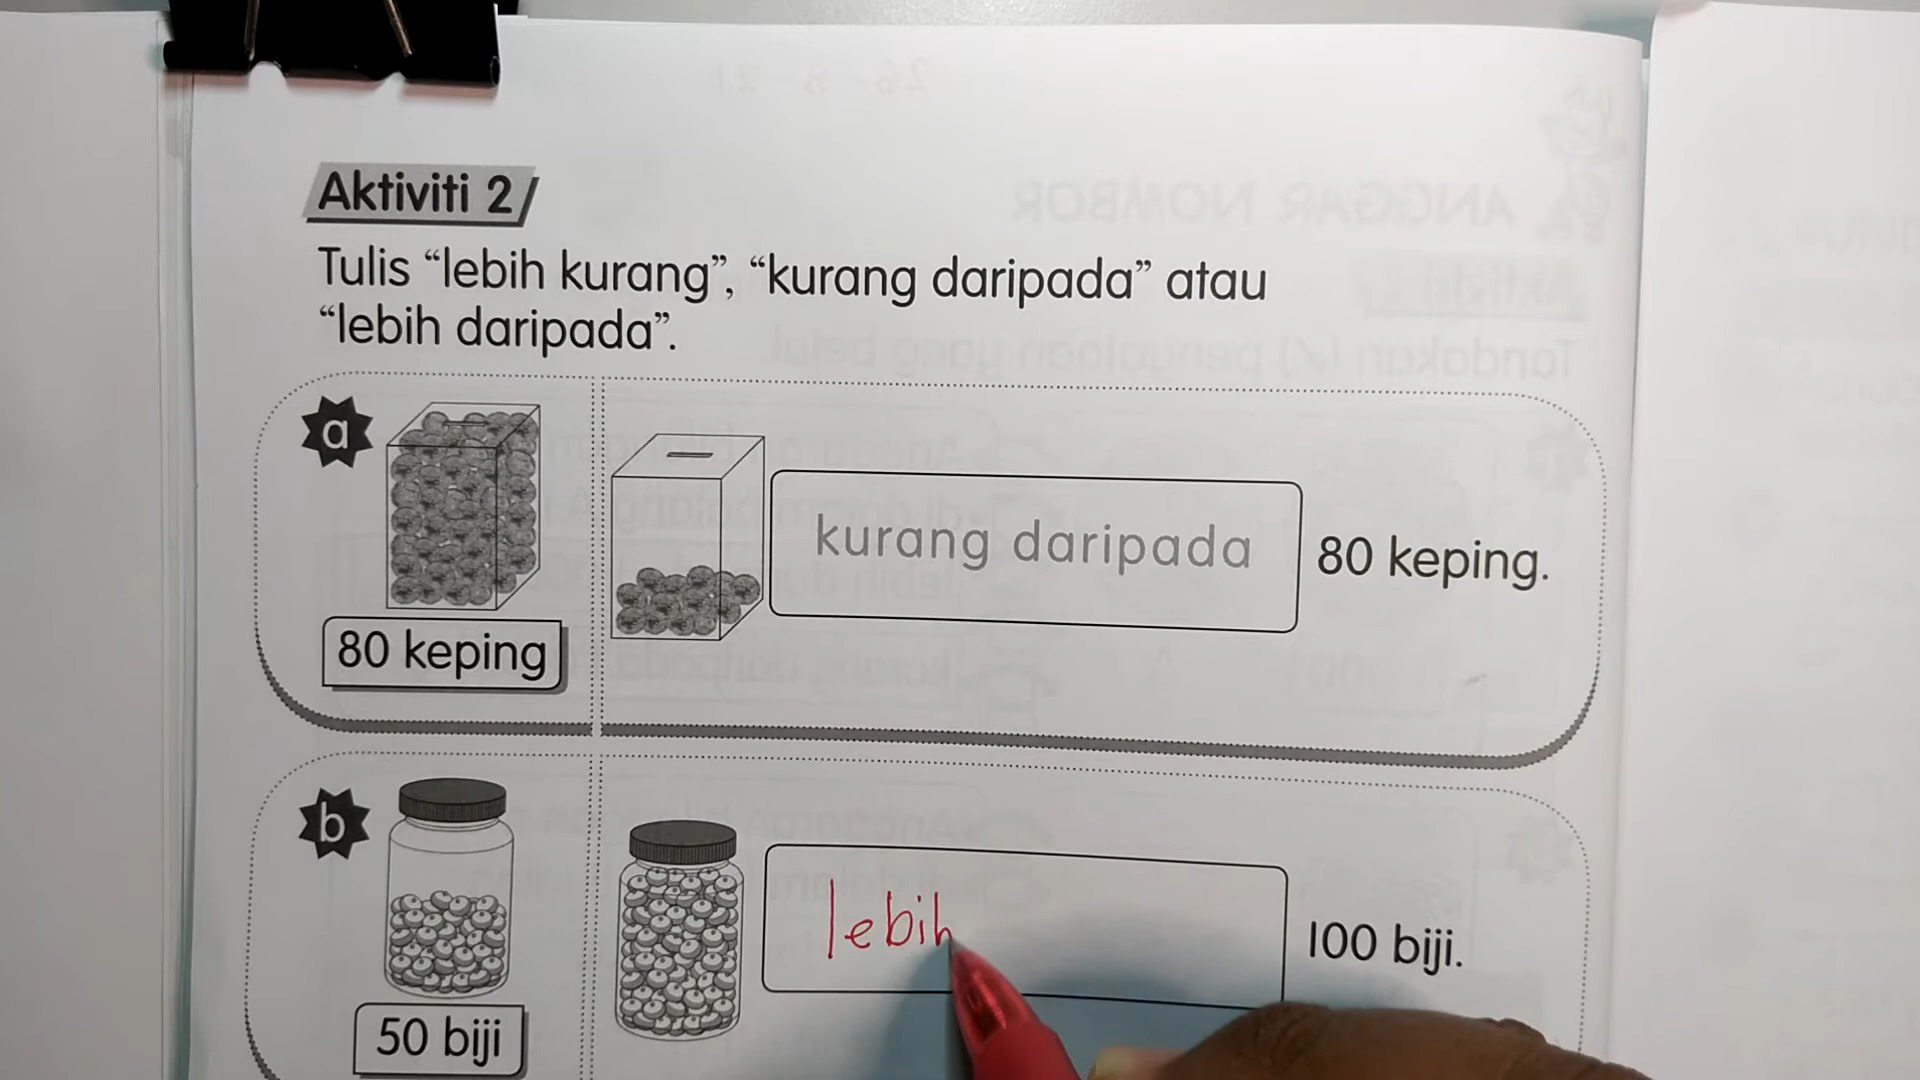 Aktiviti 2
Tulis “lebih kurang”, “kurang daripada” atau
“lebih daripada”.
a
80 keping
kurang daripada
80 keping.
b
50 biji
lebih
100 biji.